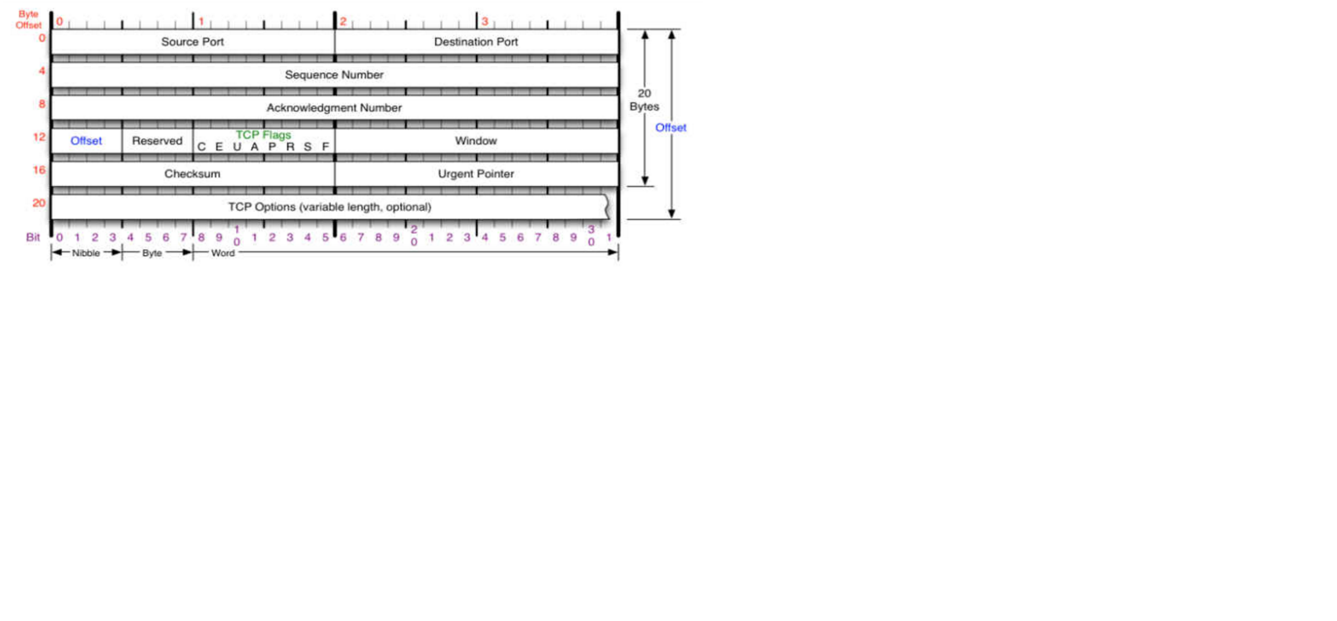 Byte
Offset 0 1 2 3
0 Source Port Destination Port
4 Sequence Number
8 Acknowledgment Number
20
Bytes
Offset
12 Offset Reserved TCP Flags
C E U A P R S F Window
16 Checksum Urgent Pointer
20 TCP Options (variable length, optional)
Bit 0 1 2 3 4 5 6 7 8 9 1 0 1 2 3 4 5 6 7 8 9 2 0 1 2 3 4 5 6 7 8 9 3 0 1
Nibble Byte Word